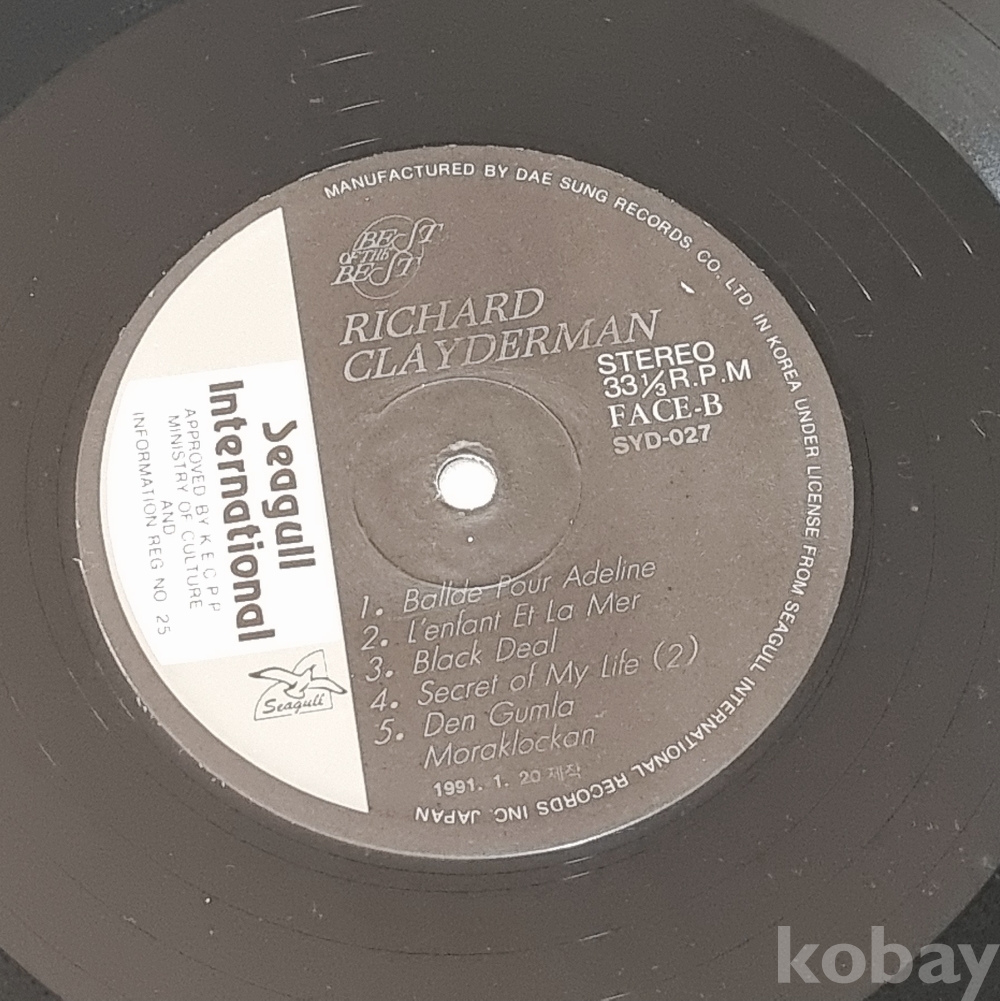 MANUFACTURED BY DAE SUNG RECORDS. CO., LTD. IN KOREA UNDER LICENSE FROM SEAGULL INTERNATIONAL RECORDS INC. JAPAN
BEST
OF THE
BEST
RICHARD
CLAYDERMAN
STEREO
33⅓ R.P.M
FACE-B
SYD-027
Seagull
International
APPROVED BY K E C P P
MINISTRY OF CULTURE
AND
INFORMATION REG NO 25
Seagull
1. Ballde Pour Adeline
2. L'enfant Et La Mer
3. Black Deal
4. Secret of My Life (2)
5. Den Gumla
Moraklockan
1991. 1. 20 제작
kobay